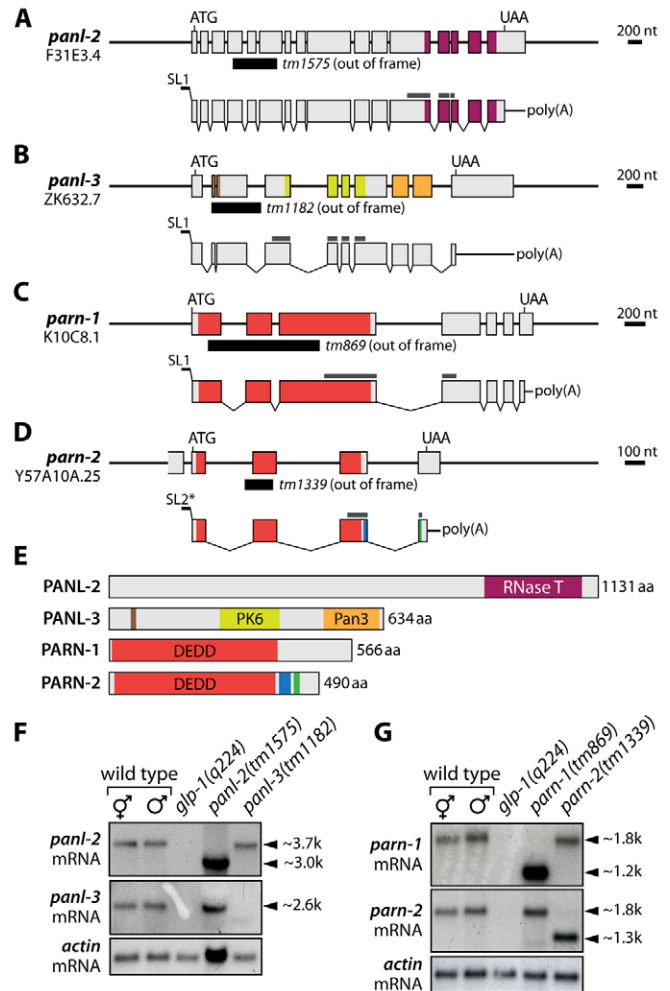 A
panl-2
F31E3.4
ATG
UAA
200 nt
tm1575 (out of frame)
SL1
poly(A)
B
panl-3
ZK632.7
ATG
UAA
200 nt
tm1182 (out of frame)
SL1
poly(A)
C
parn-1
K10C8.1
ATG
UAA
200 nt
tm869 (out of frame)
SL1
poly(A)
D
parn-2
Y57A10A.25
ATG
UAA
100 nt
tm1339 (out of frame)
SL2*
poly(A)
E
PANL-2 RNase T 1131 aa
PANL-3 PK6 Pan3 634 aa
PARN-1 DEDD 566 aa
PARN-2 DEDD 490 aa
F
wild type
⚥ ♂
glp-1(q224)
panl-2(tm1575)
panl-3(tm1182)
panl-2
mRNA
~3.7k
~3.0k
panl-3
mRNA
~2.6k
actin
mRNA
G
wild type
⚥ ♂
glp-1(q224)
parn-1(tm869)
parn-2(tm1339)
parn-1
mRNA
~1.8k
~1.2k
parn-2
mRNA
~1.8k
~1.3k
actin
mRNA